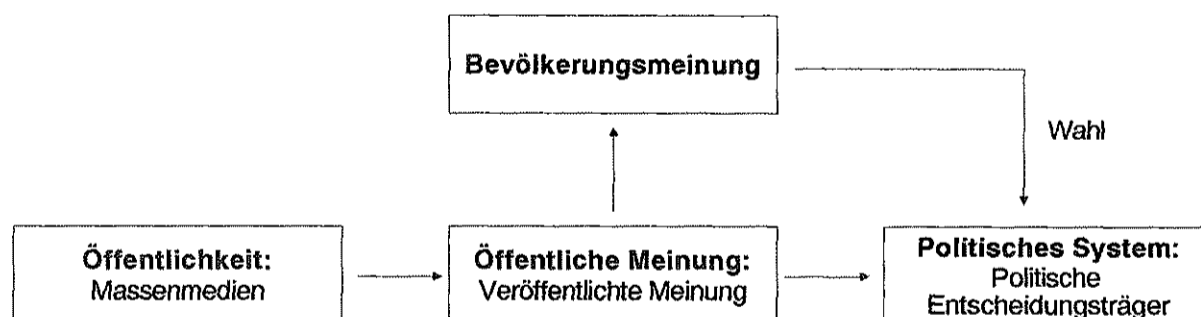 Bevölkerungsmeinung
Wahl
Öffentlichkeit:
Massenmedien
Öffentliche Meinung:
Veröffentlichte Meinung
Politisches System:
Politische
Entscheidungsträger